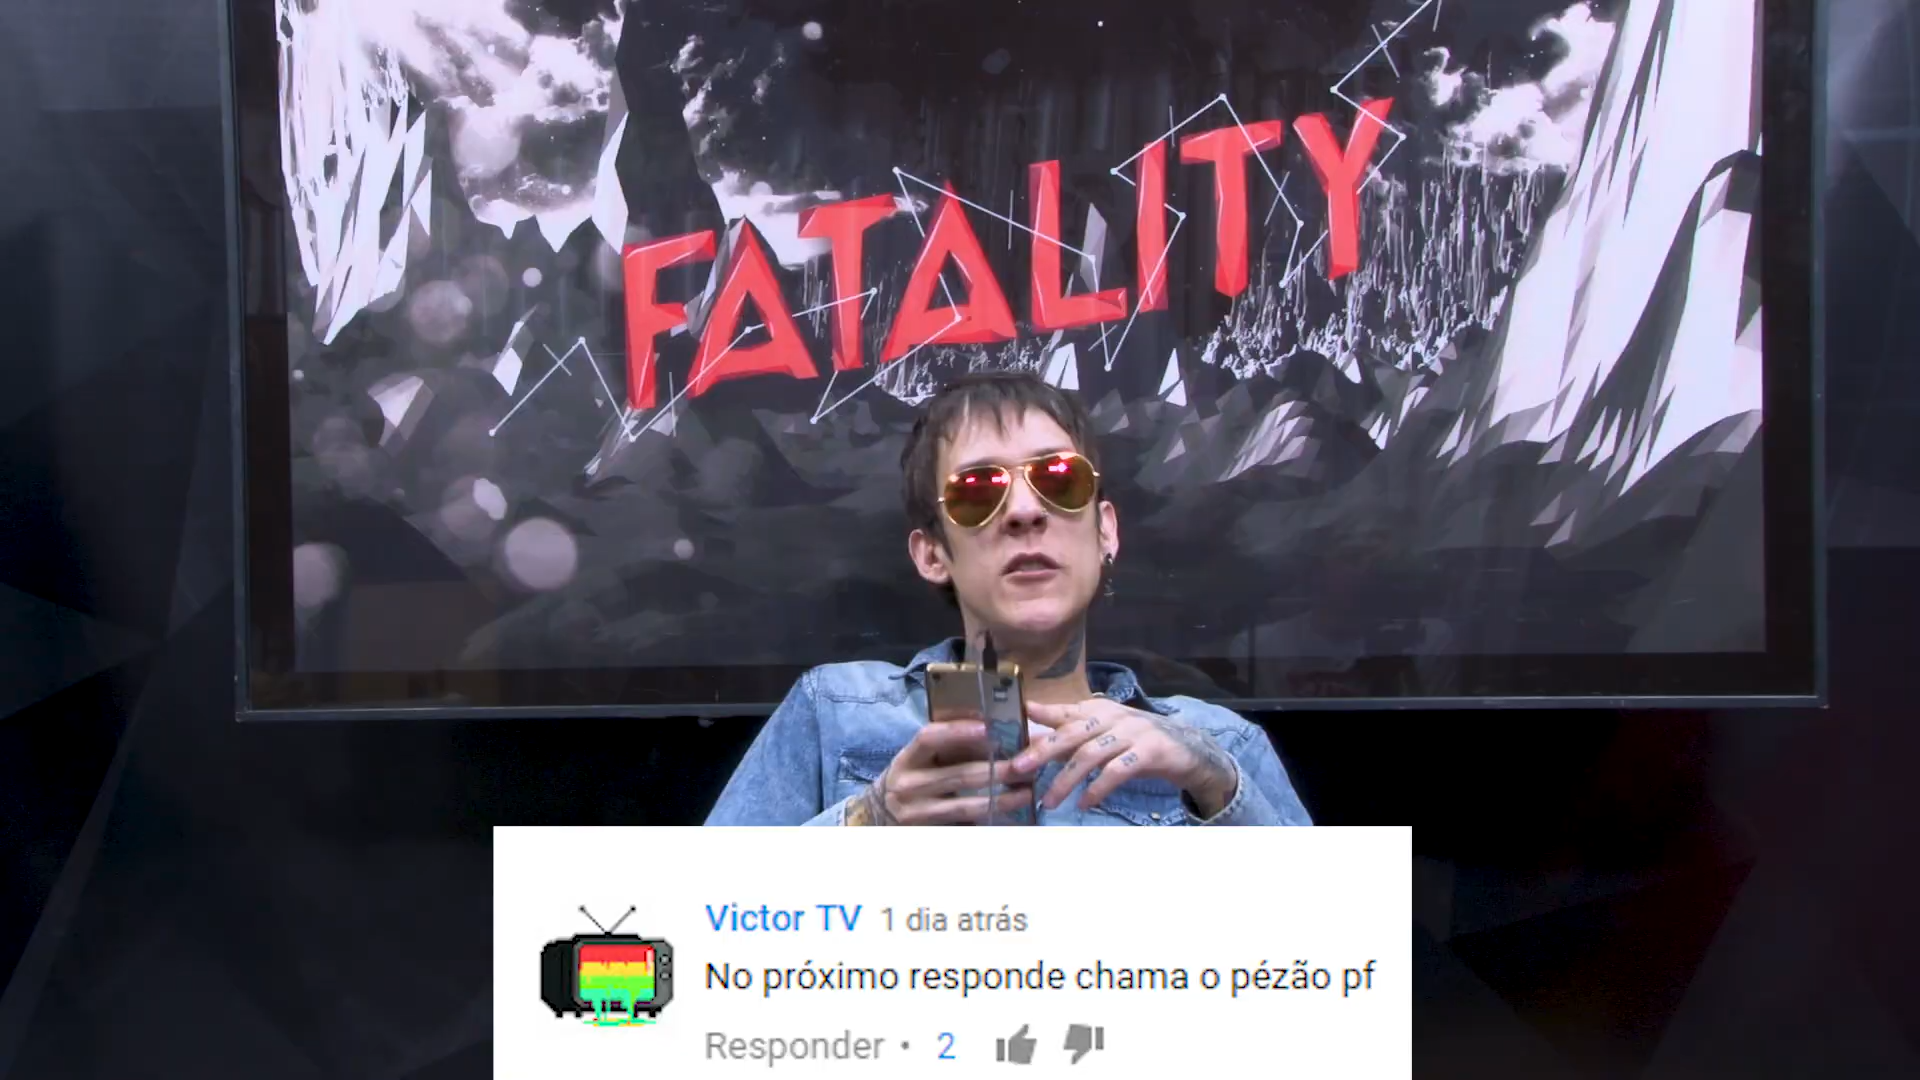 FATALITY
Victor TV 1 dia atrás
No próximo responde chama o pézão pf
Responder • 2